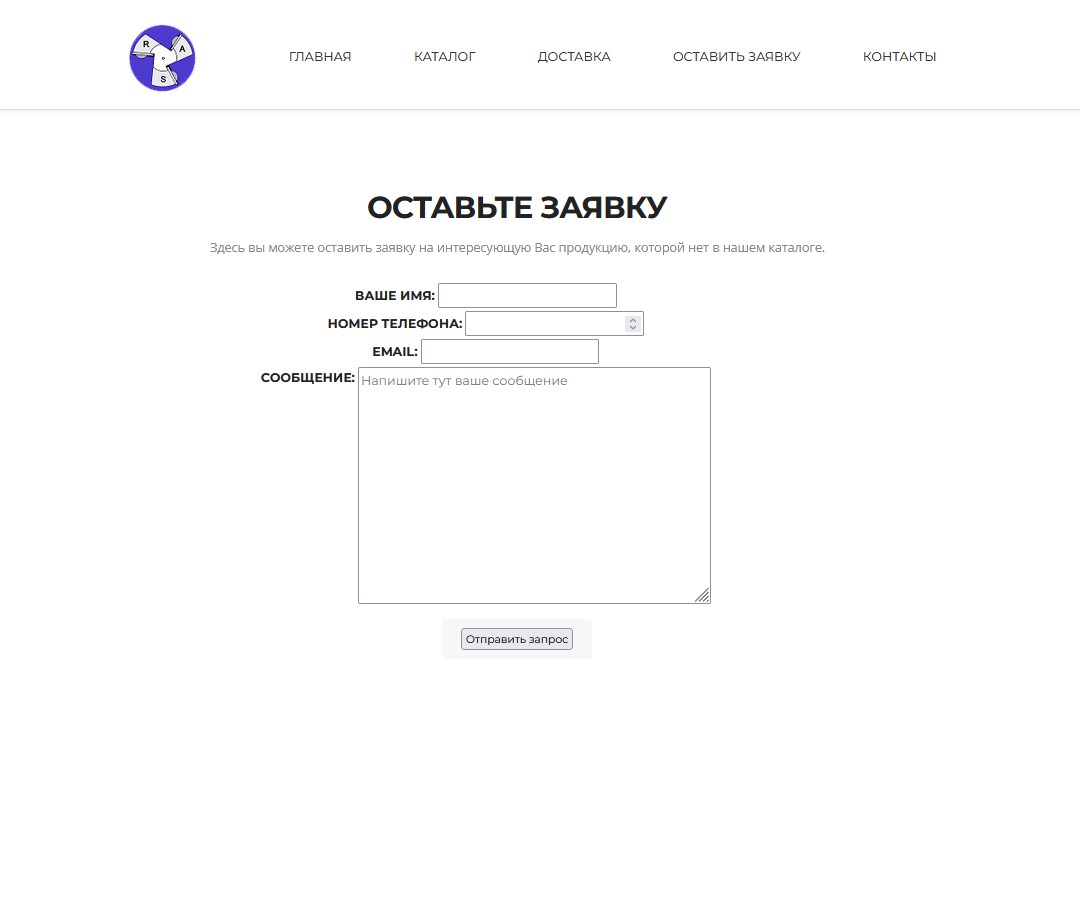 R A S
ГЛАВНАЯ КАТАЛОГ ДОСТАВКА ОСТАВИТЬ ЗАЯВКУ КОНТАКТЫ
ОСТАВЬТЕ ЗАЯВКУ
Здесь вы можете оставить заявку на интересующую Вас продукцию, которой нет в нашем каталоге.
ВАШЕ ИМЯ:
НОМЕР ТЕЛЕФОНА:
EMAIL:
СООБЩЕНИЕ: Напишите тут ваше сообщение
Отправить запрос